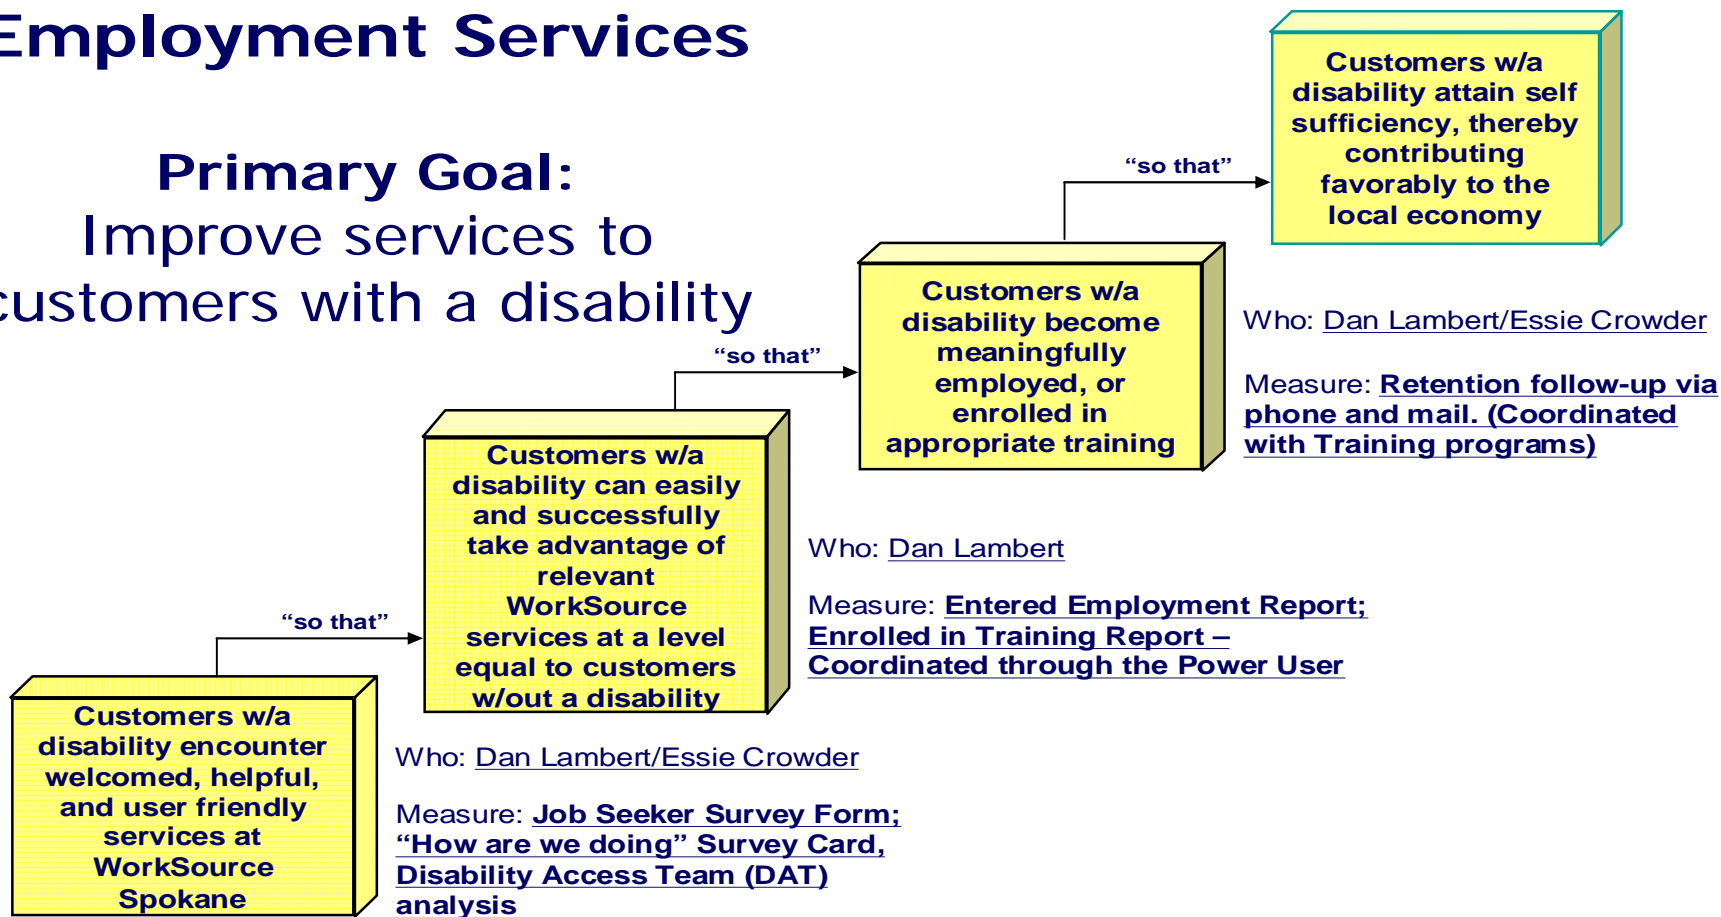 Employment Services
Primary Goal:
Improve services to
customers with a disability
Customers w/a
disability encounter
welcomed, helpful,
and user friendly
services at
WorkSource
Spokane
“so that”
Who: Dan Lambert/Essie Crowder
Measure: Job Seeker Survey Form;
“How are we doing” Survey Card,
Disability Access Team (DAT)
analysis
Customers w/a
disability can easily
and successfully
take advantage of
relevant
WorkSource
services at a level
equal to customers
w/out a disability
“so that”
Who: Dan Lambert
Measure: Entered Employment Report;
Enrolled in Training Report –
Coordinated through the Power User
Customers w/a
disability become
meaningfully
employed, or
enrolled in
appropriate training
“so that”
Who: Dan Lambert/Essie Crowder
Measure: Retention follow-up via
phone and mail. (Coordinated
with Training programs)
Customers w/a
disability attain self
sufficiency, thereby
contributing
favorably to the
local economy